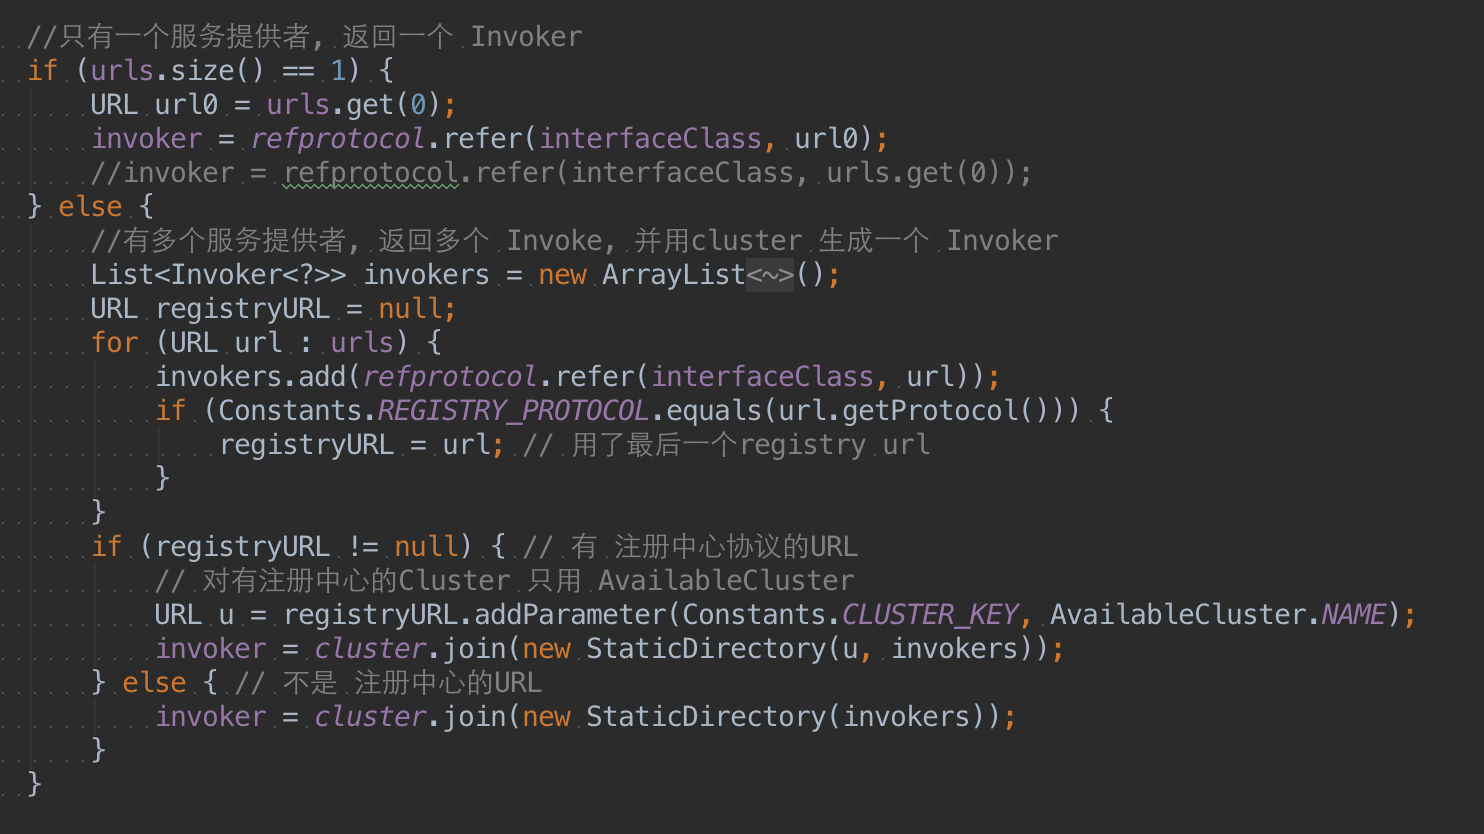 //只有一个服务提供者, 返回一个 Invoker
if (urls.size() == 1) {
    URL url0 = urls.get(0);
    invoker = refprotocol.refer(interfaceClass, url0);
    //invoker = refprotocol.refer(interfaceClass, urls.get(0));
} else {
    //有多个服务提供者, 返回多个 Invoke, 并用cluster 生成一个 Invoker
    List<Invoker<?>> invokers = new ArrayList<~>();
    URL registryURL = null;
    for (URL url : urls) {
        invokers.add(refprotocol.refer(interfaceClass, url));
        if (Constants.REGISTRY_PROTOCOL.equals(url.getProtocol())) {
            registryURL = url; // 用了最后一个registry url
        }
    }
    if (registryURL != null) { // 有 注册中心协议的URL
        // 对有注册中心的Cluster 只用 AvailableCluster
        URL u = registryURL.addParameter(Constants.CLUSTER_KEY, AvailableCluster.NAME);
        invoker = cluster.join(new StaticDirectory(u, invokers));
    } else { // 不是 注册中心的URL
        invoker = cluster.join(new StaticDirectory(invokers));
    }
}